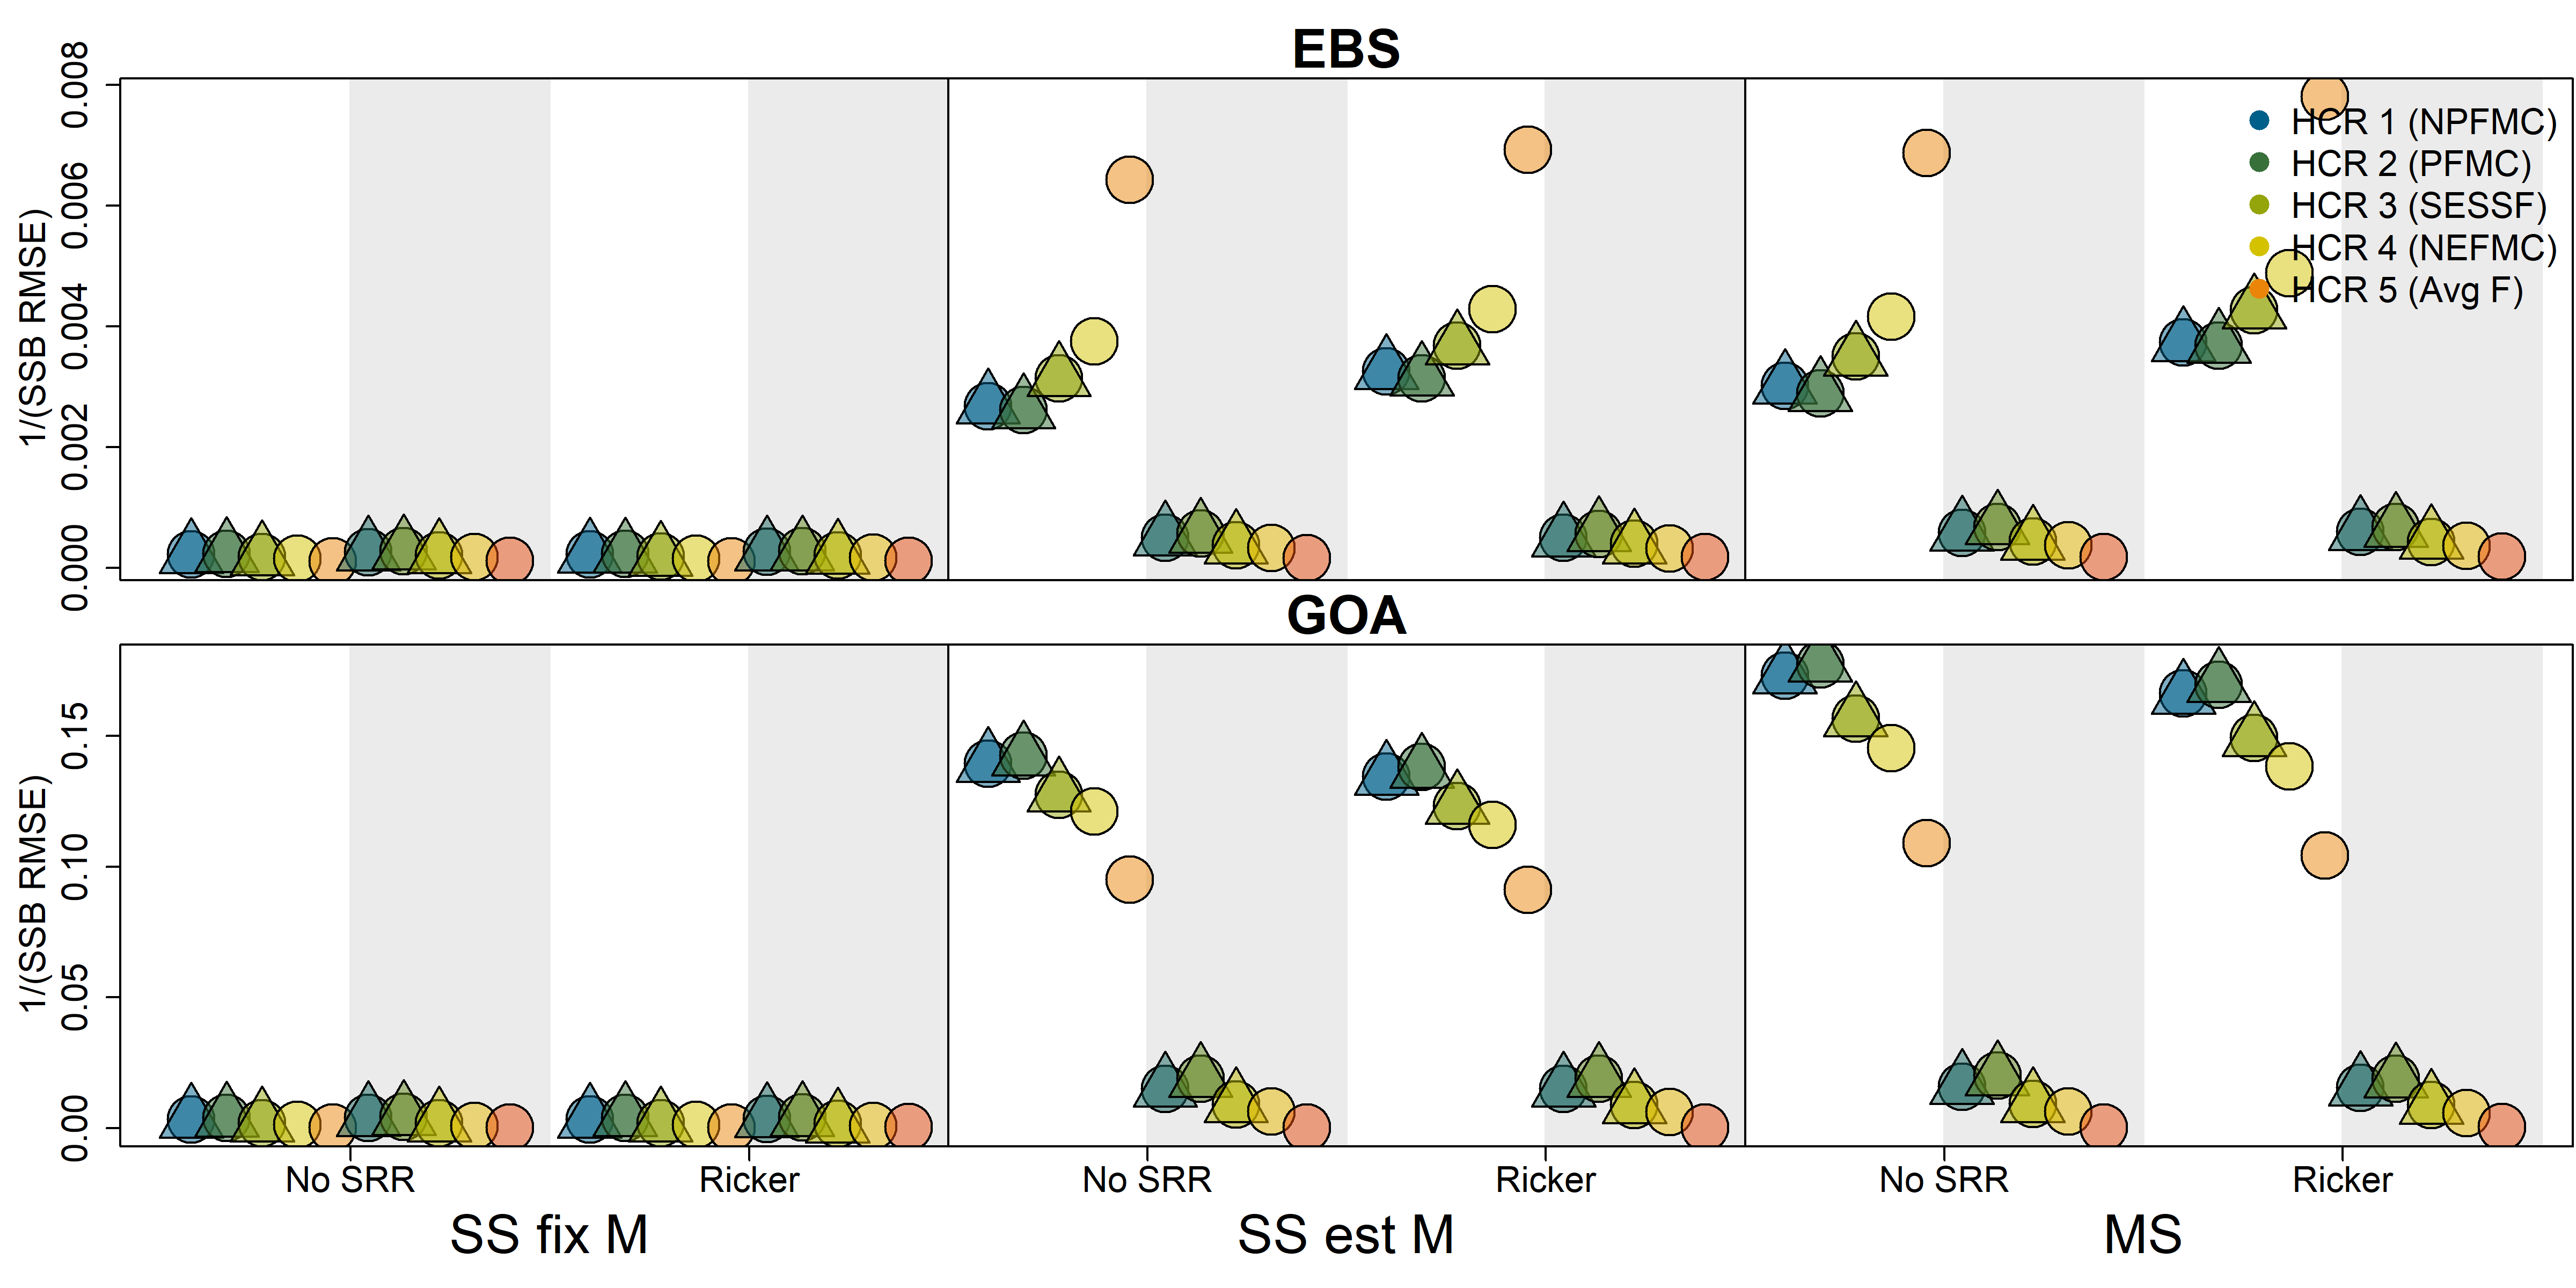 EBS
1/(SSB RMSE)
0.008
0.006
0.004
0.002
0.000
HCR 1 (NPFMC)
HCR 2 (PFMC)
HCR 3 (SESSF)
HCR 4 (NEFMC)
HCR 5 (Avg F)
GOA
1/(SSB RMSE)
0.15
0.10
0.05
0.00
No SRR
Ricker
No SRR
Ricker
No SRR
Ricker
SS fix M
SS est M
MS